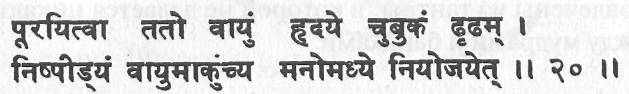 पूरयित्वा ततो वायुं हृदये चुबुकं दृढम् ।
निष्पीड्यं वायुमाकुंच्य मनोमध्ये नियोजयेत् ।। २० ।।